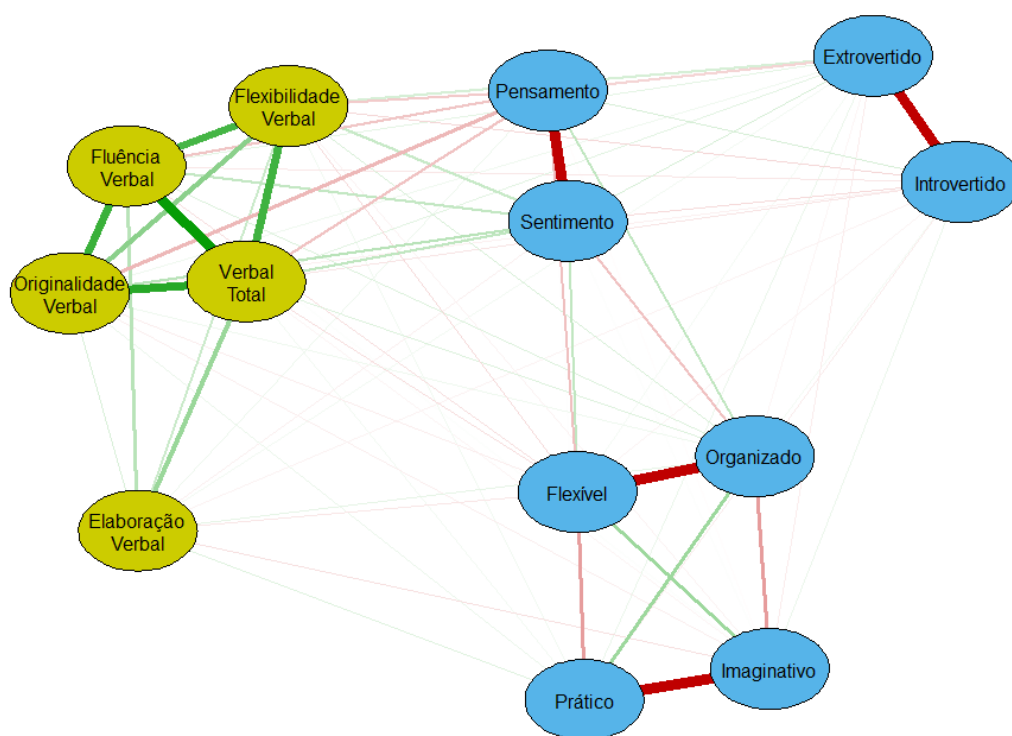 Extrovertido
Pensamento
Flexibilidade
Verbal
Fluência
Verbal
Introvertido
Sentimento
Originalidade
Verbal
Verbal
Total
Organizado
Flexível
Elaboração
Verbal
Imaginativo
Prático